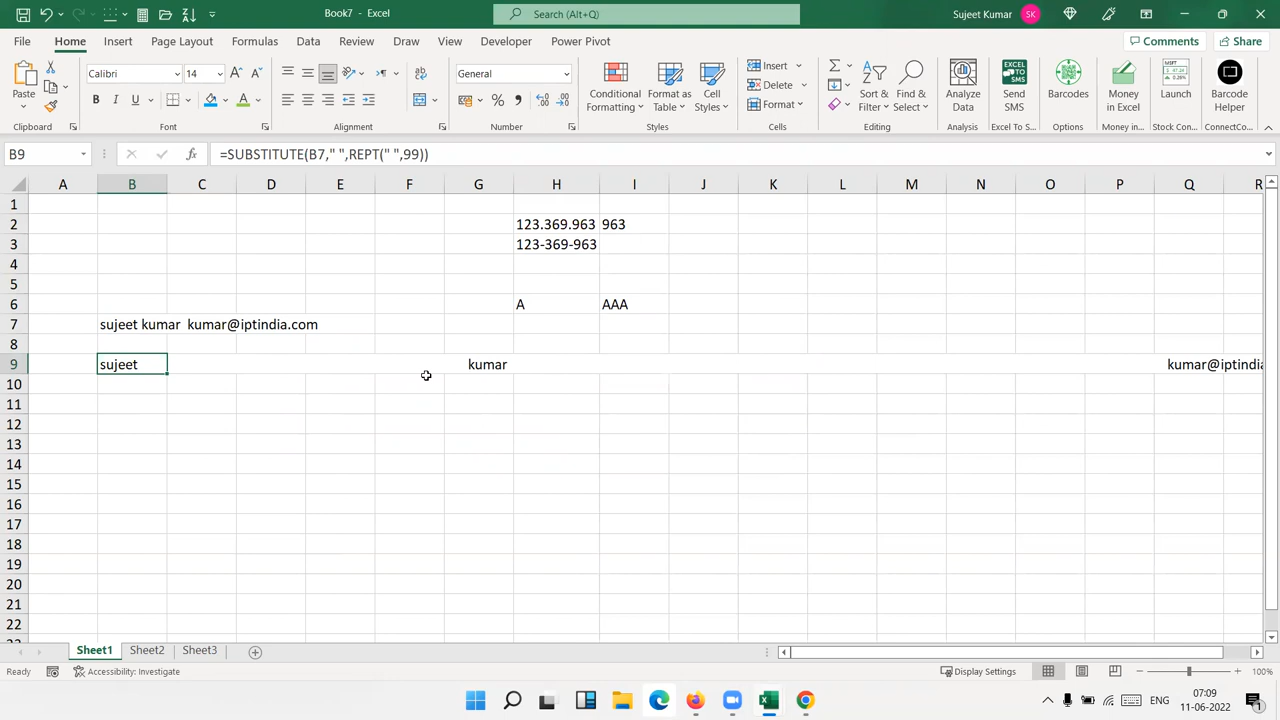 Book7 - Excel
Search (Alt+Q)
Sujeet Kumar SK
File Home Insert Page Layout Formulas Data Review View Draw Developer Power Pivot
Comments Share
Paste
Calibri 14
General
Conditional Formatting
Format as Table
Cell Styles
Insert
Delete
Format
Sort & Filter
Find & Select
Analyze Data
Send SMS
Barcodes
Money in Excel
Launch
Barcode Helper
Clipboard Font Alignment Number Styles Cells Editing Analysis Excel To S... Options Money in... Stock Con... ConnectCo...
B9 =SUBSTITUTE(B7," ",REPT(" ",99))
A B C D E F G H I J K L M N O P Q R
1
2 123.369.963 963
3 123-369-963
4
5
6 A AAA
7 sujeet kumar kumar@iptindia.com
8
9 sujeet kumar kumar@iptindia
10
11
12
13
14
15
16
17
18
19
20
21
22
Sheet1 Sheet2 Sheet3
Ready Accessibility: Investigate Display Settings 100%
ENG 07:09
11-06-2022